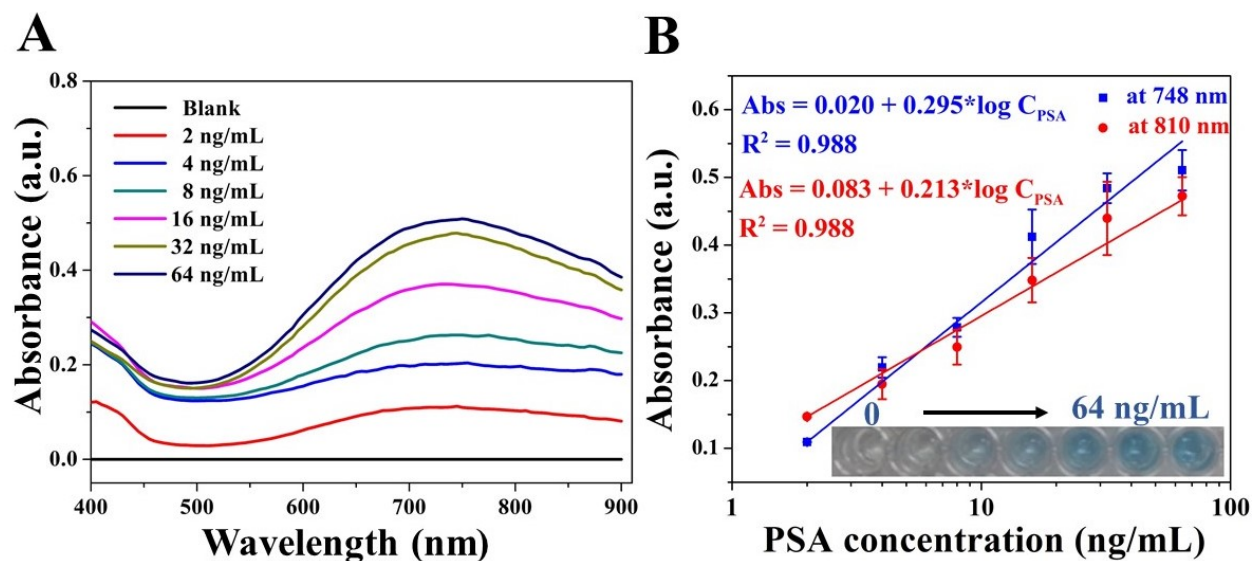 A
Absorbance (a.u.)
0.8
0.6
0.4
0.2
0.0
Blank
2 ng/mL
4 ng/mL
8 ng/mL
16 ng/mL
32 ng/mL
64 ng/mL
400
500
600
700
800
900
Wavelength (nm)
B
Absorbance (a.u.)
0.6
0.5
0.4
0.3
0.2
0.1
Abs = 0.020 + 0.295*log CPSA
R2 = 0.988
Abs = 0.083 + 0.213*log CPSA
R2 = 0.988
at 748 nm
at 810 nm
0
64 ng/mL
1
10
100
PSA concentration (ng/mL)